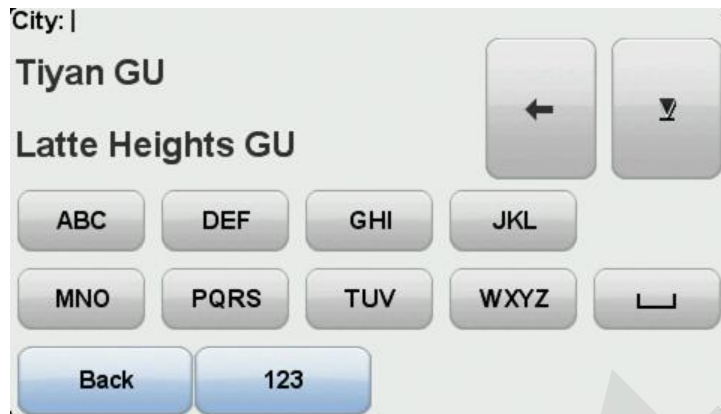 City: |
Tiyan GU
Latte Heights GU
ABC DEF GHI JKL
MNO PQRS TUV WXYZ
Back 123